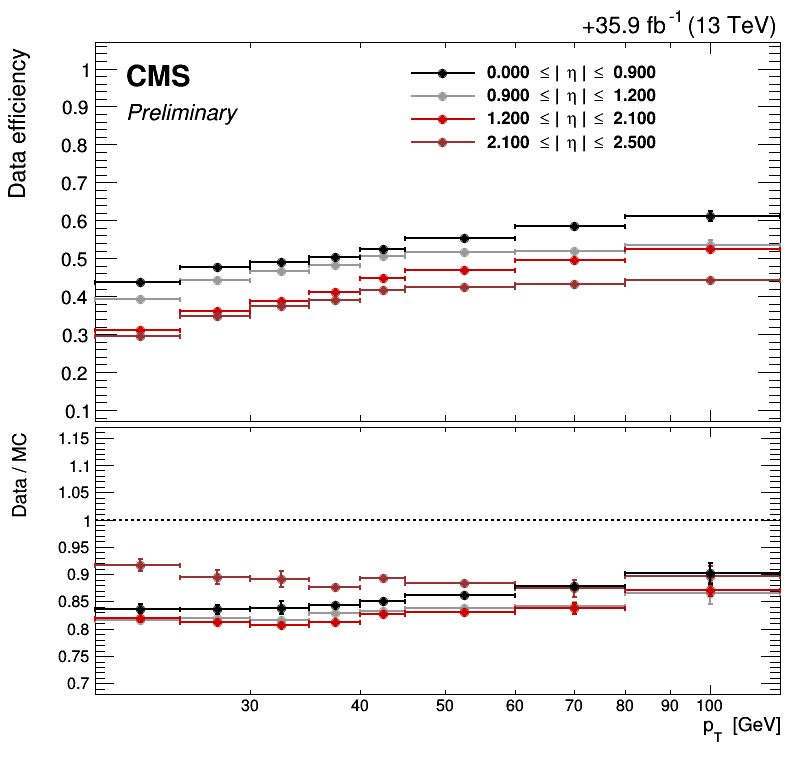 +35.9 fb⁻¹ (13 TeV)
CMS
Preliminary
0.000 ≤| η | ≤ 0.900
0.900 ≤| η | ≤ 1.200
1.200 ≤| η | ≤ 2.100
2.100 ≤| η | ≤ 2.500
Data efficiency
1
0.9
0.8
0.7
0.6
0.5
0.4
0.3
0.2
0.1
Data / MC
1.15
1.1
1.05
1
0.95
0.9
0.85
0.8
0.75
0.7
30 40 50 60 70 80 90 100
p_T [GeV]